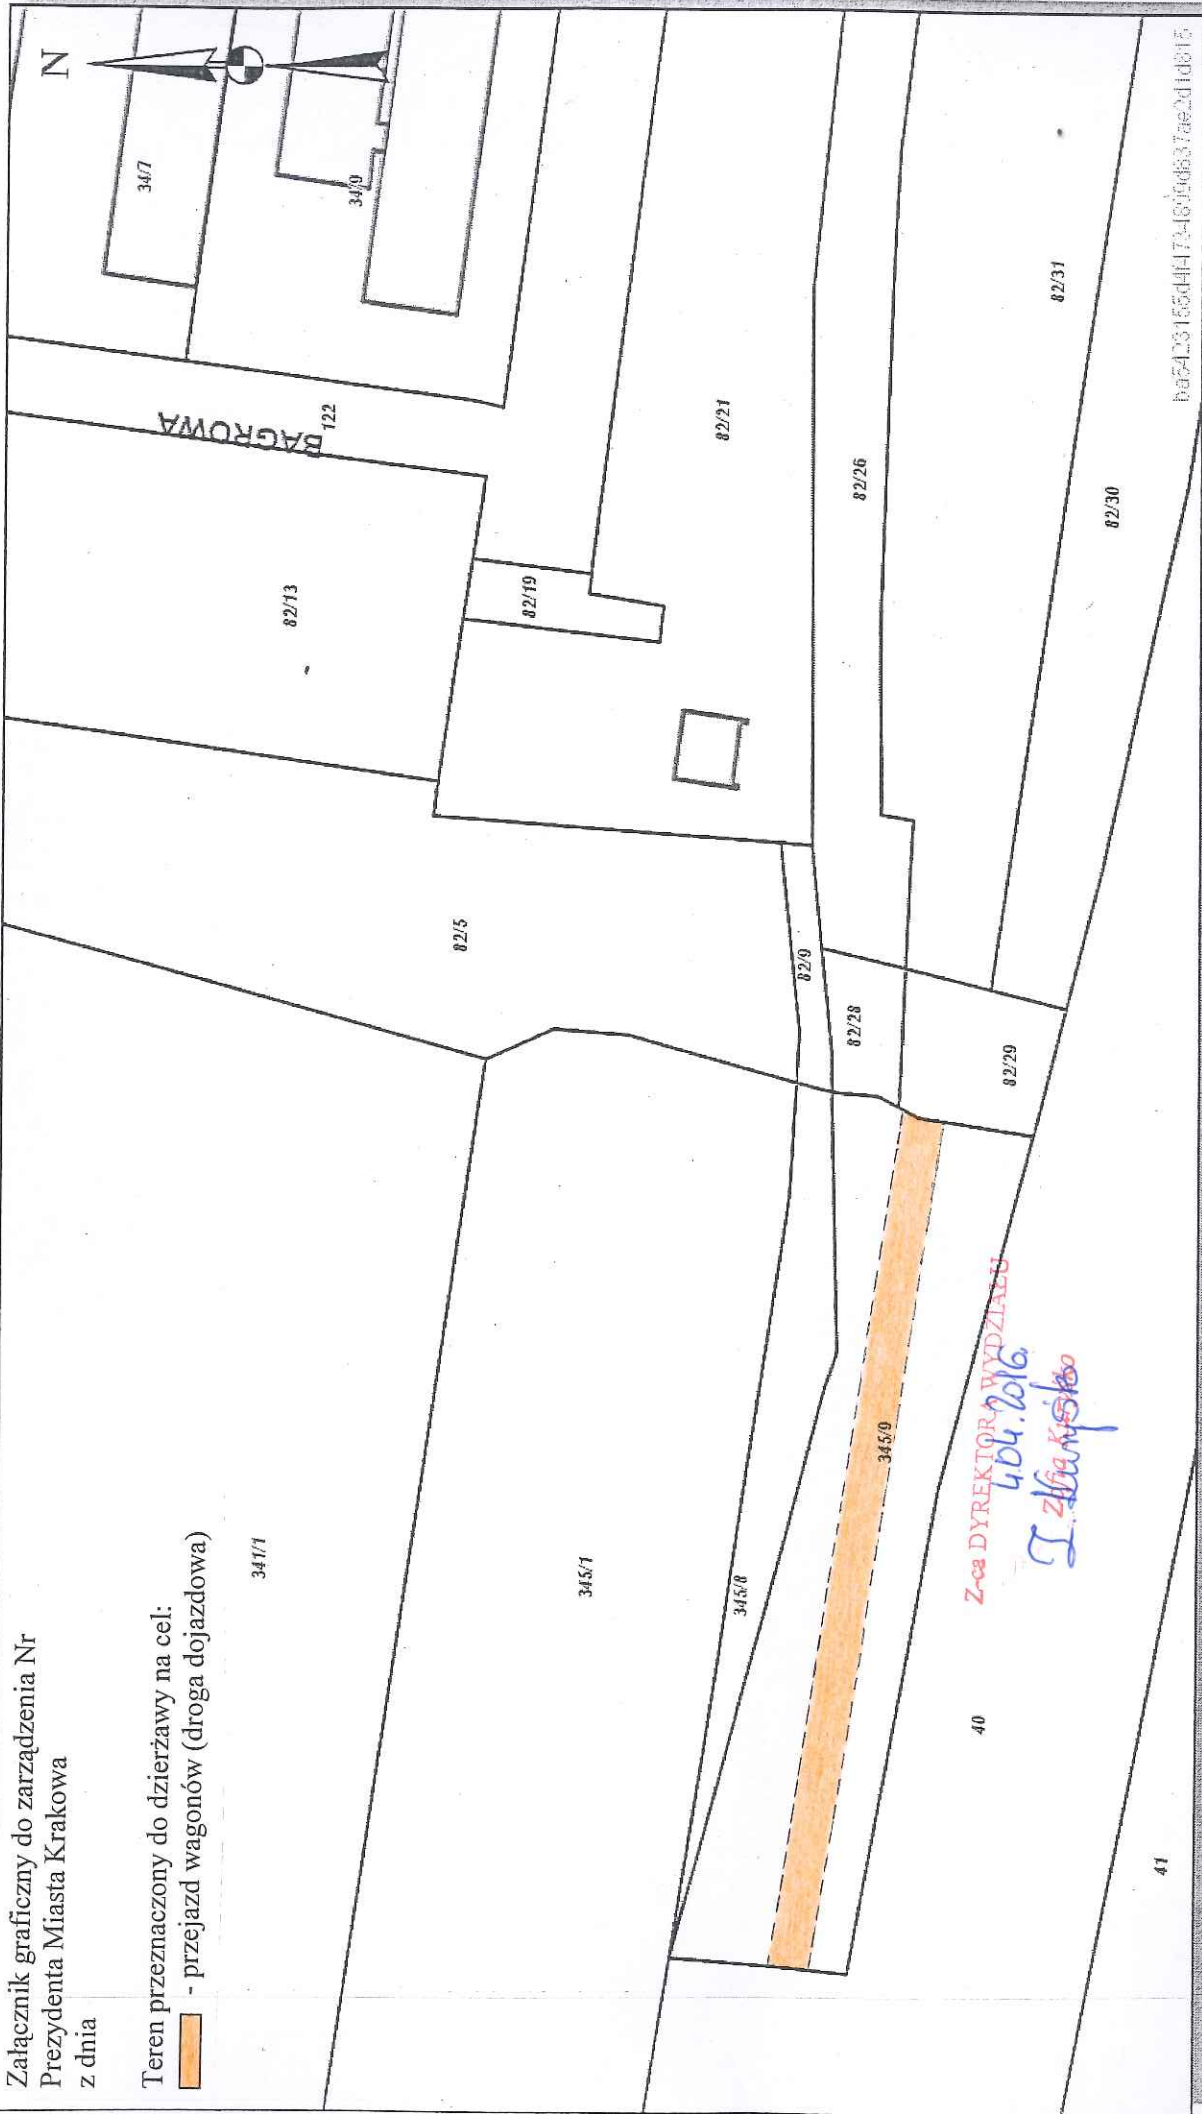 Załącznik graficzny do zarządzenia Nr
Prezydenta Miasta Krakowa
z dnia
Teren przeznaczony do dzierżawy na cel:
- przejazd wagonów (droga dojazdowa)
N
34/7
34/9
BAGROWA
122
82/13
82/19
82/21
82/5
82/9
82/26
82/28
82/29
82/30
82/31
341/1
345/1
345/8
345/9
40
41
Z-ca DYREKTORA WYDZIAŁU
4.04.2016
Zofia